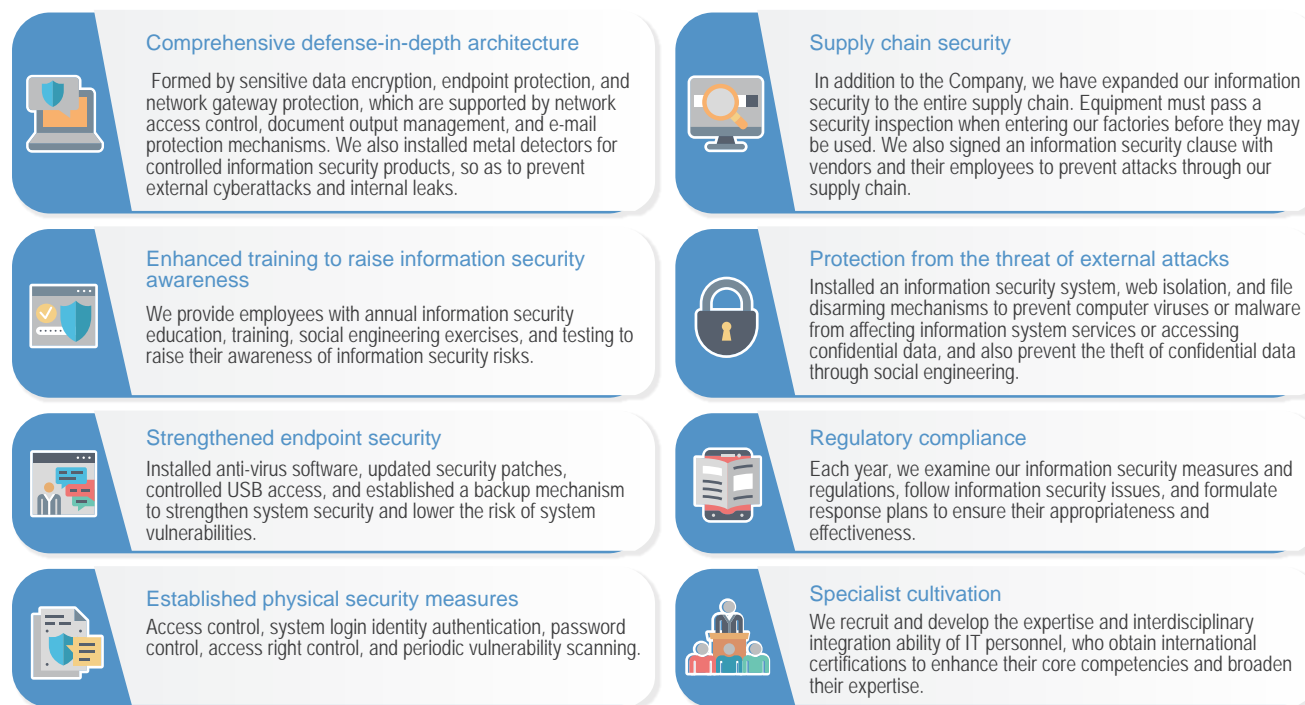 Comprehensive defense-in-depth architecture
Formed by sensitive data encryption, endpoint protection, and
network gateway protection, which are supported by network
access control, document output management, and e-mail
protection mechanisms. We also installed metal detectors for
controlled information security products, so as to prevent
external cyberattacks and internal leaks.
Supply chain security
In addition to the Company, we have expanded our information
security to the entire supply chain. Equipment must pass a
security inspection when entering our factories before they may
be used. We also signed an information security clause with
vendors and their employees to prevent attacks through our
supply chain.
Enhanced training to raise information security
awareness
We provide employees with annual information security
education, training, social engineering exercises, and testing to
raise their awareness of information security risks.
Protection from the threat of external attacks
Installed an information security system, web isolation, and file
disarming mechanisms to prevent computer viruses or malware
from affecting information system services or accessing
confidential data, and also prevent the theft of confidential data
through social engineering.
Strengthened endpoint security
Installed anti-virus software, updated security patches,
controlled USB access, and established a backup mechanism
to strengthen system security and lower the risk of system
vulnerabilities.
Regulatory compliance
Each year, we examine our information security measures and
regulations, follow information security issues, and formulate
response plans to ensure their appropriateness and
effectiveness.
Established physical security measures
Access control, system login identity authentication, password
control, access right control, and periodic vulnerability scanning.
Specialist cultivation
We recruit and develop the expertise and interdisciplinary
integration ability of IT personnel, who obtain international
certifications to enhance their core competencies and broaden
their expertise.